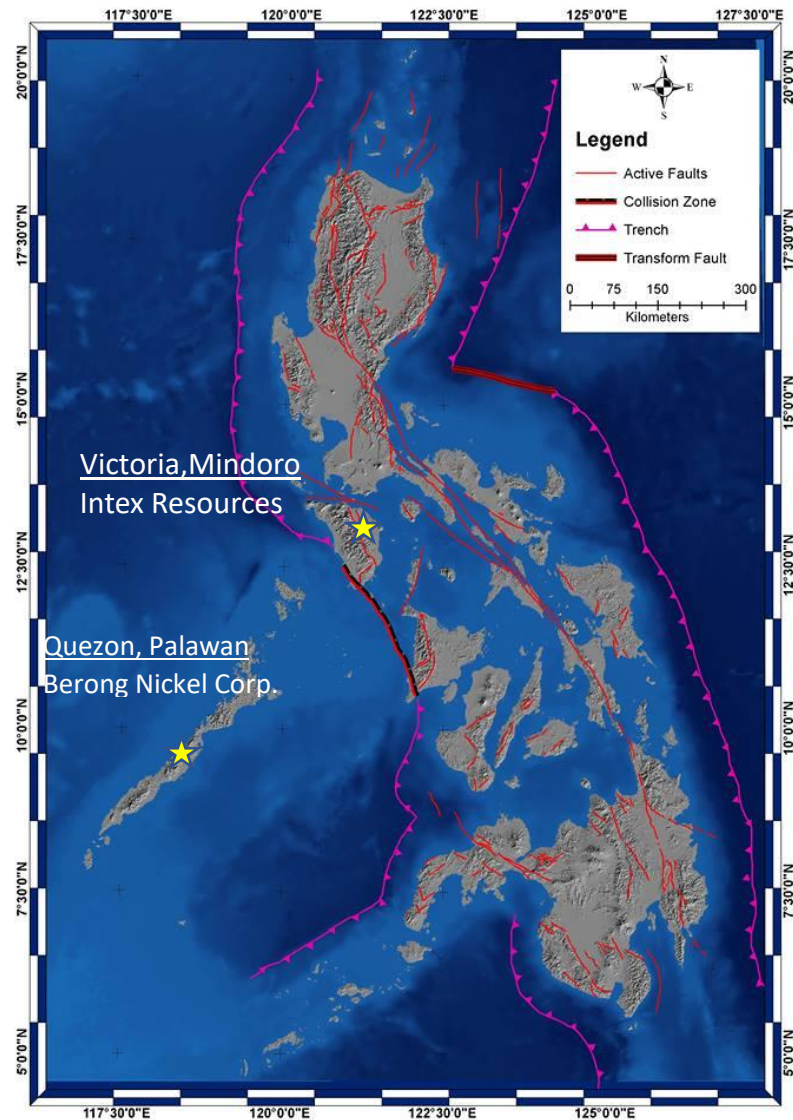 117°30'0"E 120°0'0"E 122°30'0"E 125°0'0"E 127°30'0"E
20°0'0"N
17°30'0"N
15°0'0"N
12°30'0"N
10°0'0"N
7°30'0"N
5°0'0"N
N
W E
S
Legend
Active Faults
Collision Zone
Trench
Transform Fault
0 75 150 300
Kilometers
Victoria,Mindoro
Intex Resources
Quezon, Palawan
Berong Nickel Corp.
20°0'0"N
17°30'0"N
15°0'0"N
12°30'0"N
10°0'0"N
7°30'0"N
5°0'0"N
117°30'0"E 120°0'0"E 122°30'0"E 125°0'0"E